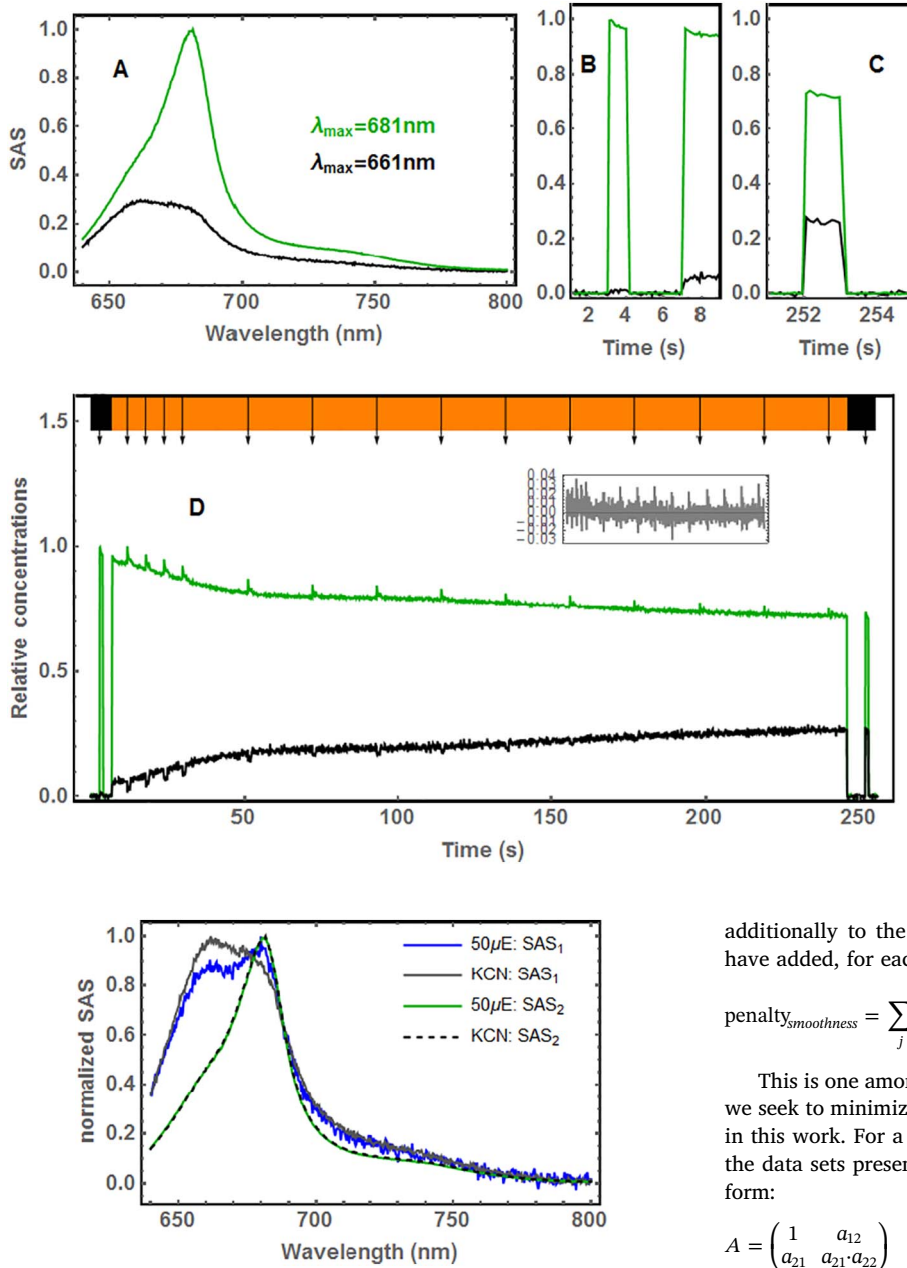 1.0
0.8
0.6
0.4
0.2
0.0
SAS
A
λmax=681nm
λmax=661nm
650 700 750 800
Wavelength (nm)
1.0
0.8
0.6
0.4
0.2
0.0
B
2 4 6 8
Time (s)
1.0
0.8
0.6
0.4
0.2
0.0
C
252 254
Time (s)
1.5
1.0
0.5
0.0
Relative concentrations
D
0.04
0.03
0.02
0.01
0.00
−0.01
−0.02
−0.03
50 100 150 200 250
Time (s)
1.0
0.8
0.6
0.4
0.2
0.0
normalized SAS
50μE: SAS1
KCN: SAS1
50μE: SAS2
KCN: SAS2
650 700 750 800
Wavelength (nm)
additionally to the
have added, for eac
penaltysmoothness = ∑
j
This is one amor
we seek to minimiz
in this work. For a
the data sets presen
form:
A = (1 a12
a21 a21·a22)